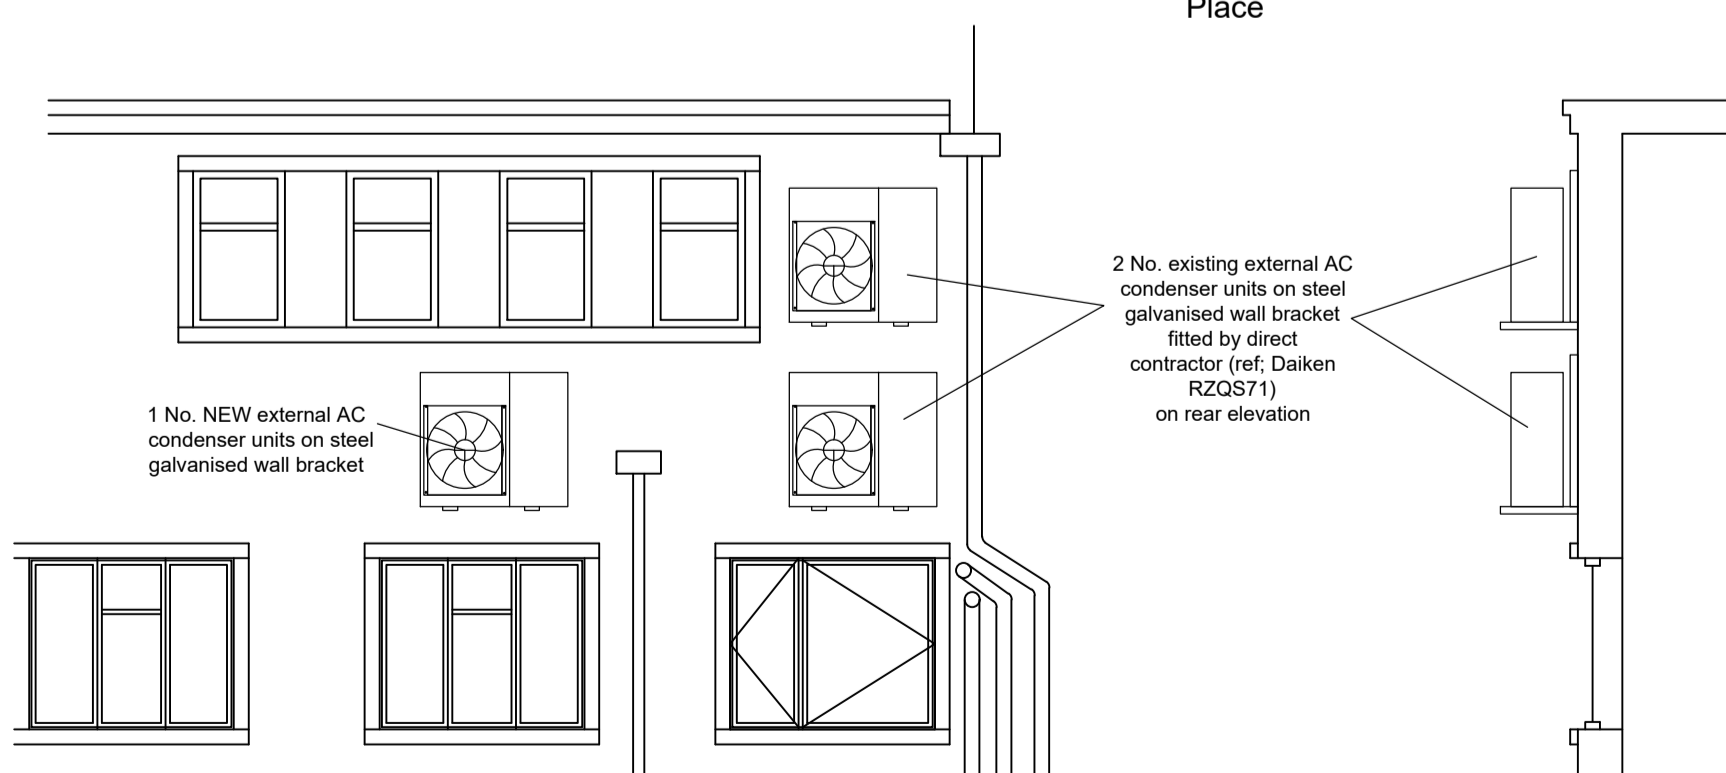 Place
2 No. existing external AC
condenser units on steel
galvanised wall bracket
fitted by direct
contractor (ref; Daiken
RZQS71)
on rear elevation
1 No. NEW external AC
condenser units on steel
galvanised wall bracket